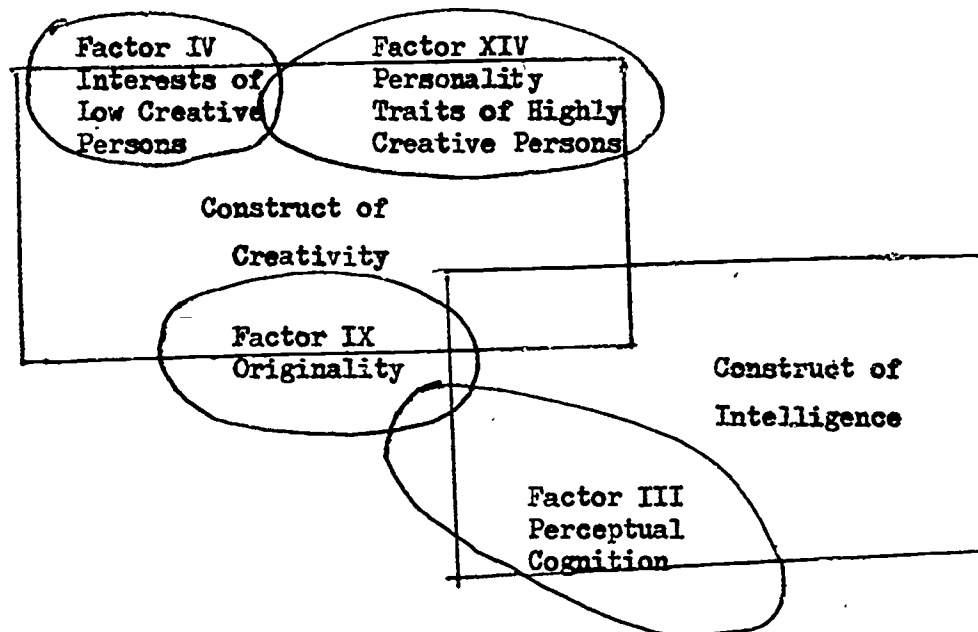 Factor IV
Interests of
Low Creative
Persons
Factor XIV
Personality
Traits of Highly
Creative Persons
Construct of
Creativity
Factor IX
Originality
Construct of
Intelligence
Factor III
Perceptual
Cognition